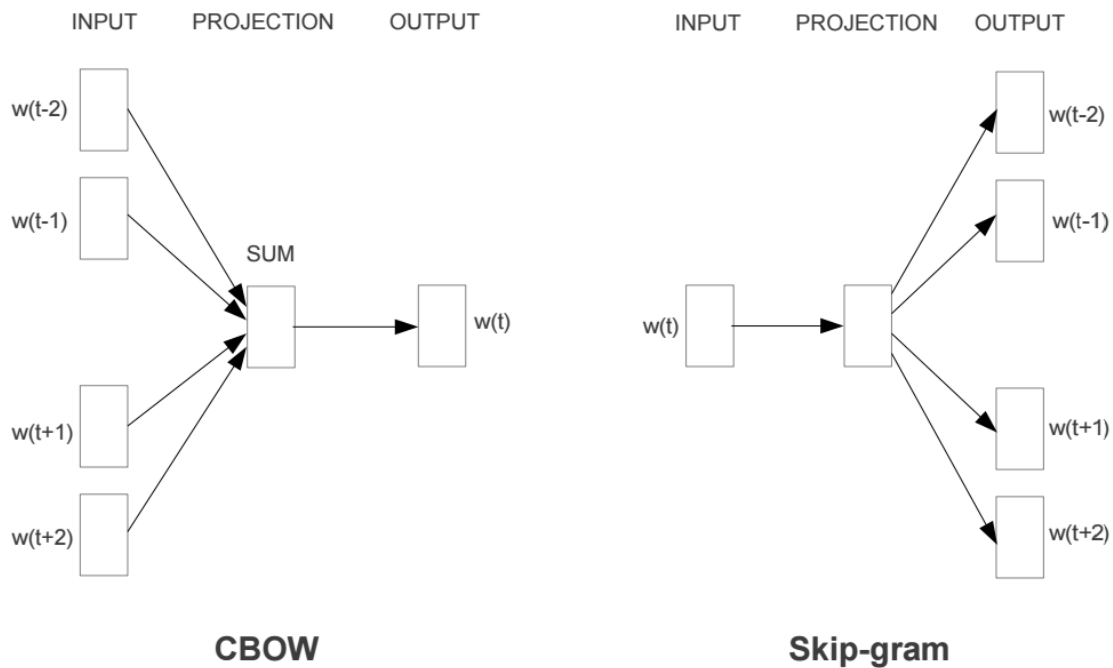 INPUT PROJECTION OUTPUT
w(t-2)
w(t-1)
SUM
w(t)
w(t+1)
w(t+2)
CBOW
INPUT PROJECTION OUTPUT
w(t-2)
w(t-1)
w(t)
w(t+1)
w(t+2)
Skip-gram